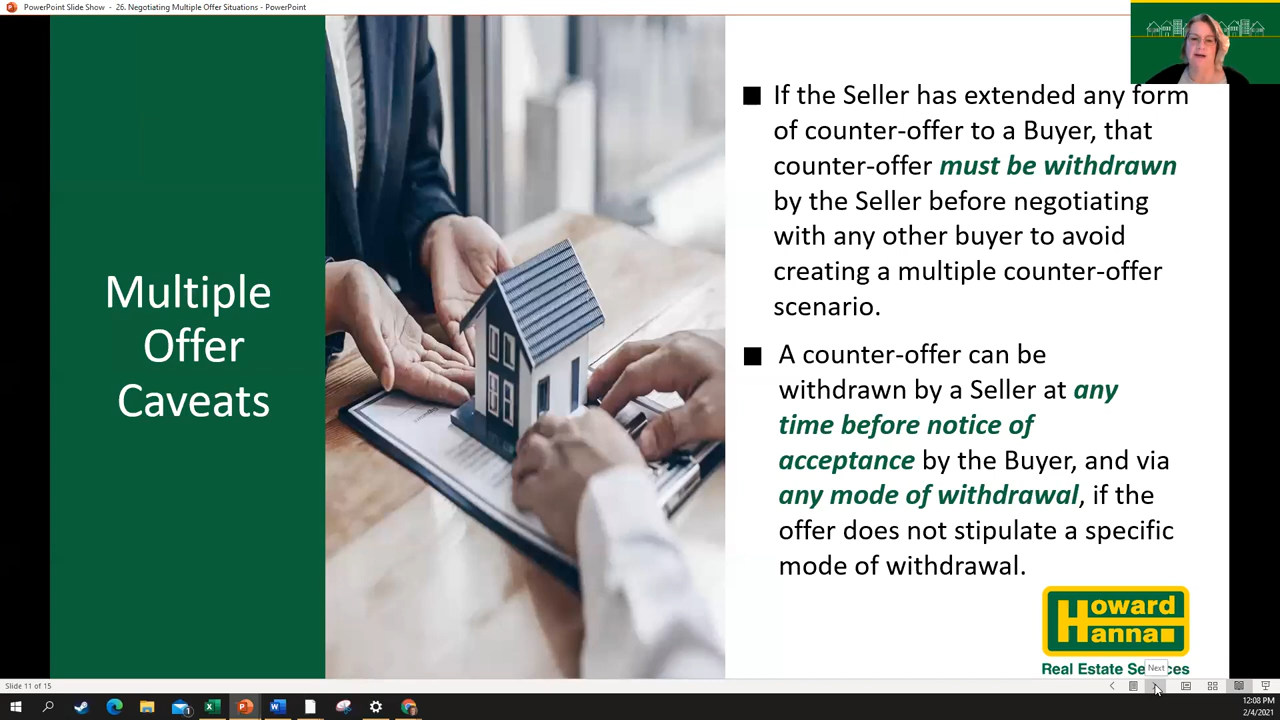 PowerPoint Slide Show - 26. Negotiating Multiple Offer Situations - PowerPoint
Multiple
Offer
Caveats
■ If the Seller has extended any form
of counter-offer to a Buyer, that
counter-offer must be withdrawn
by the Seller before negotiating
with any other buyer to avoid
creating a multiple counter-offer
scenario.
■ A counter-offer can be
withdrawn by a Seller at any
time before notice of
acceptance by the Buyer, and via
any mode of withdrawal, if the
offer does not stipulate a specific
mode of withdrawal.
Howard
Hanna
Real Estate Services
Next
Slide 11 of 15
12:08 PM
2/4/2021